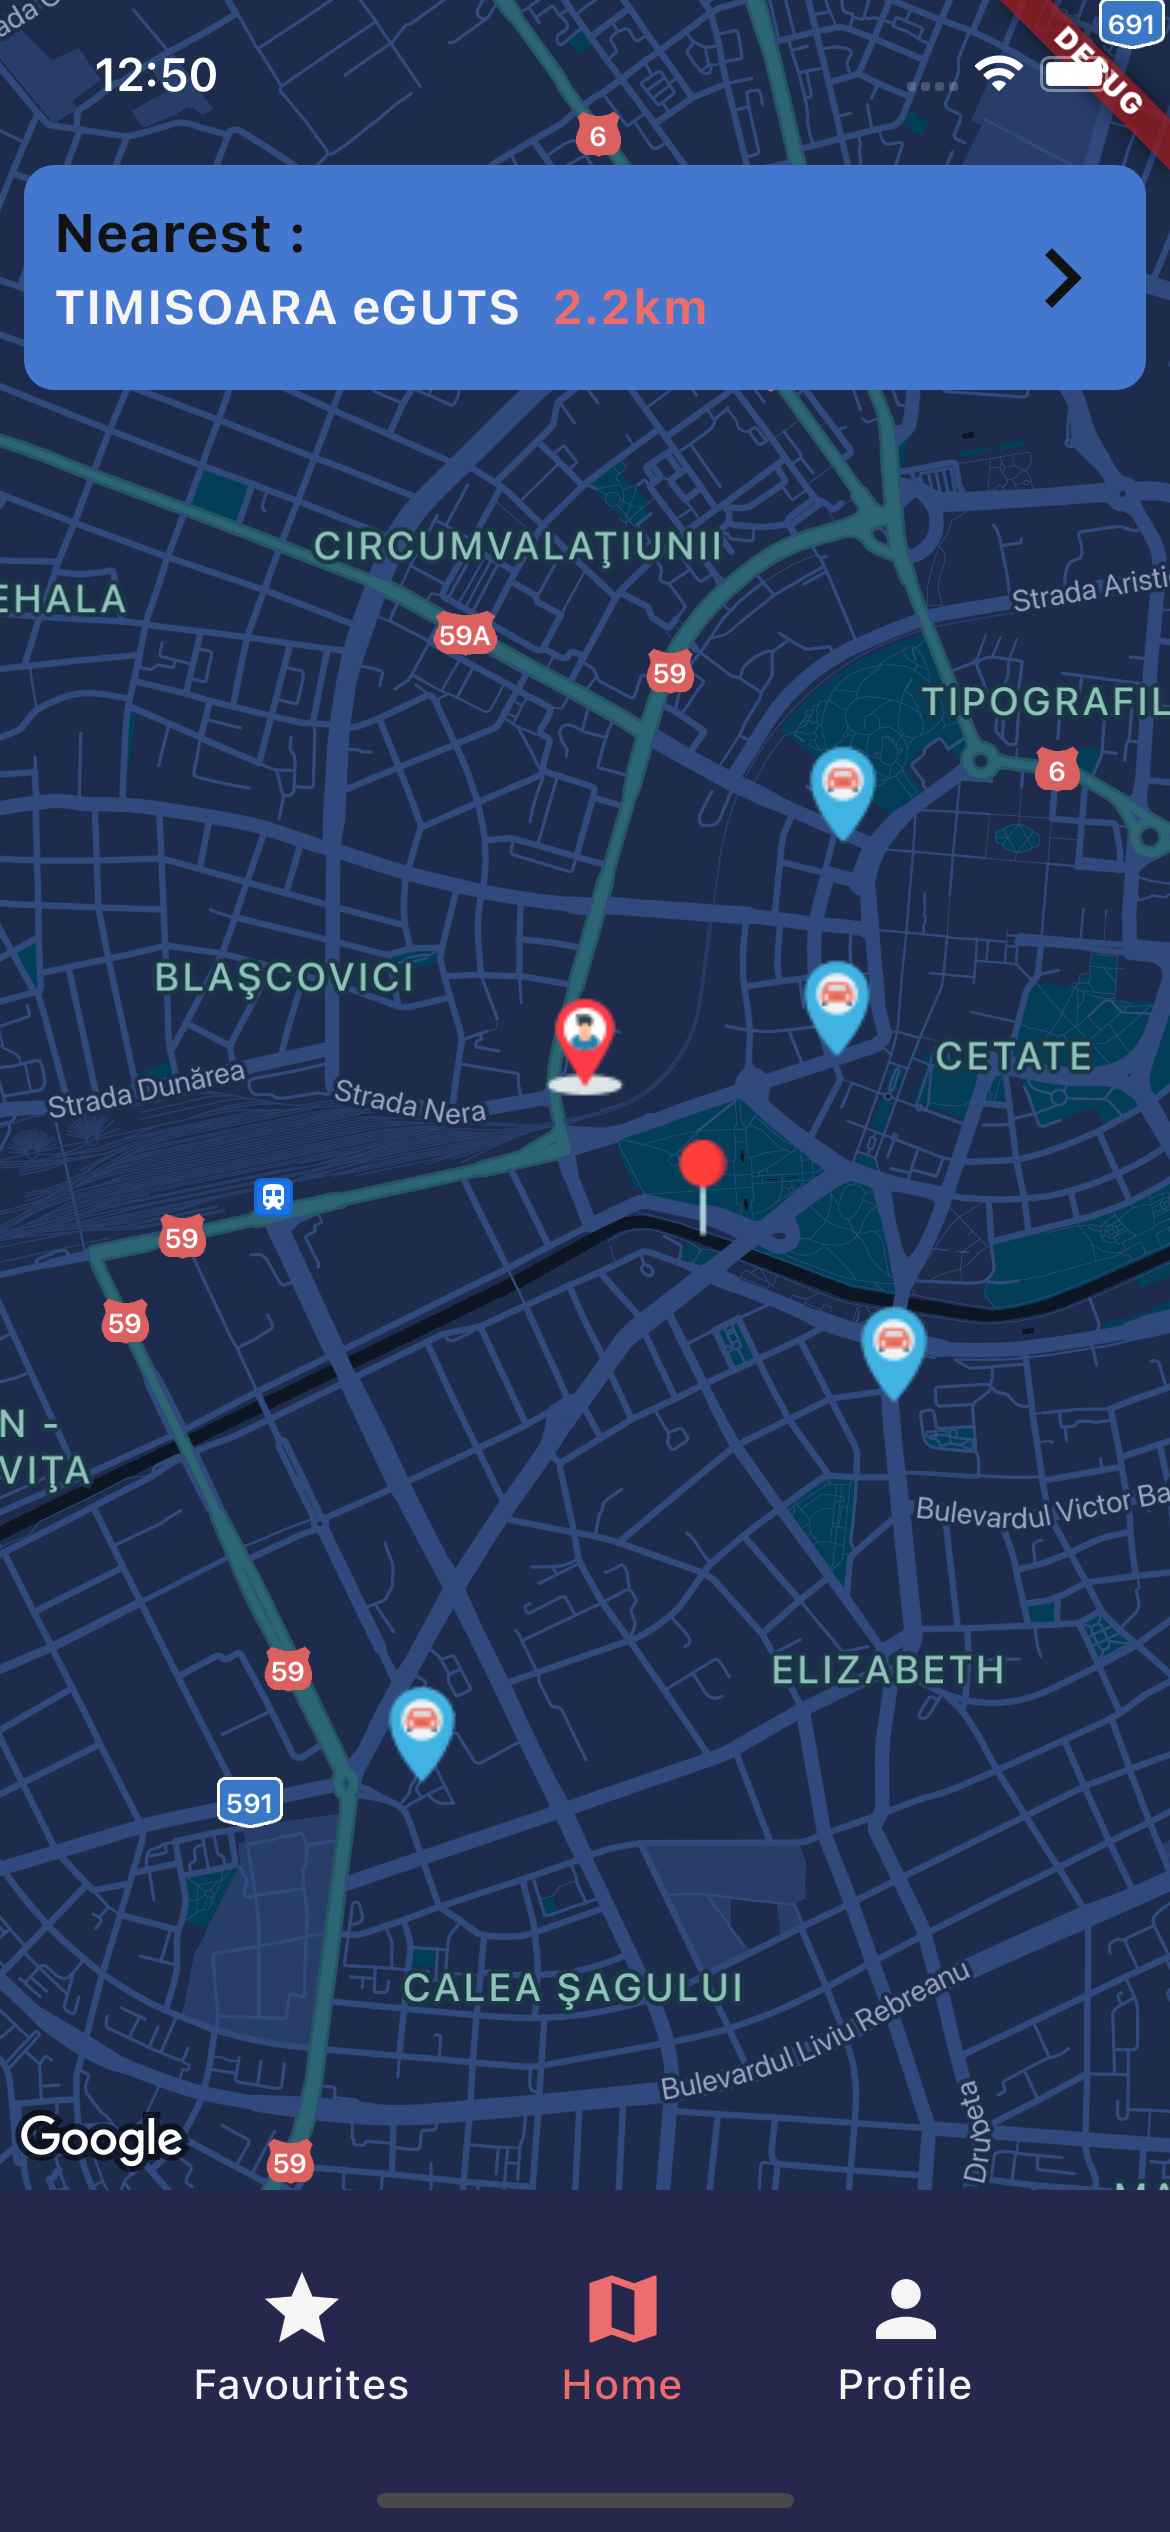 691
12:50
DEBUG
6
Nearest :
TIMISOARA eGUTS 2.2km
CIRCUMVALAŢIUNII
EHALA
Strada Aristi
59A
59
TIPOGRAFIL
6
BLAŞCOVICI
CETATE
Strada Dunărea
Strada Nera
59
59
N -
VIŢA
Bulevardul Victor Ba
59
ELIZABETH
591
CALEA ŞAGULUI
Bulevardul Liviu Rebreanu
Drubeta
Google
59
Favourites
Home
Profile